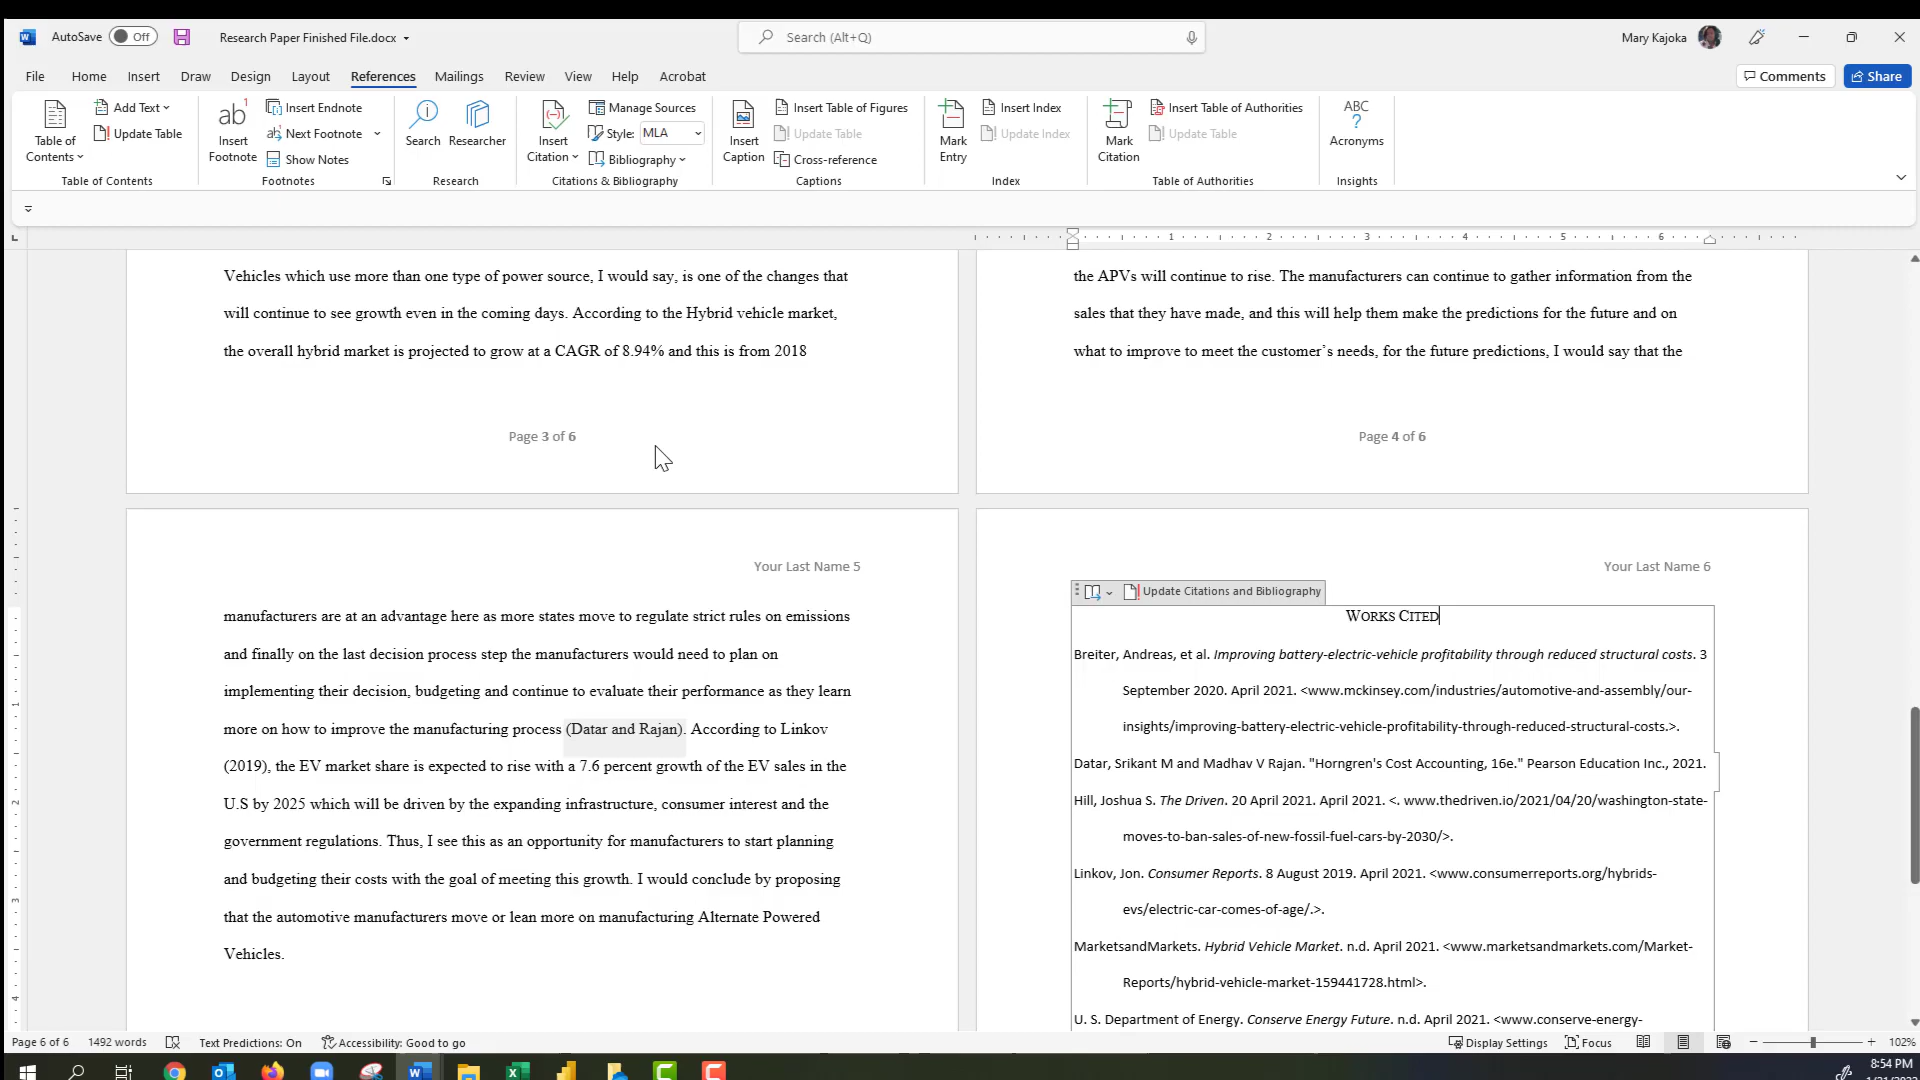 AutoSave Off Research Paper Finished File.docx Search (Alt+Q) Mary Kajoka
File Home Insert Draw Design Layout References Mailings Review View Help Acrobat Comments Share
Table of Contents
Add Text
Update Table
Table of Contents
ab1
Insert Footnote
Insert Endnote
Next Footnote
Show Notes
Footnotes
Search
Researcher
Research
Insert Citation
Manage Sources
Style: MLA
Bibliography
Citations & Bibliography
Insert Caption
Insert Table of Figures
Update Table
Cross-reference
Captions
Mark Entry
Insert Index
Update Index
Index
Mark Citation
Insert Table of Authorities
Update Table
Table of Authorities
ABC
?
Acronyms
Insights
1 2 3 4 5 6
Vehicles which use more than one type of power source, I would say, is one of the changes that
will continue to see growth even in the coming days. According to the Hybrid vehicle market,
the overall hybrid market is projected to grow at a CAGR of 8.94% and this is from 2018
Page 3 of 6
the APVs will continue to rise. The manufacturers can continue to gather information from the
sales that they have made, and this will help them make the predictions for the future and on
what to improve to meet the customer’s needs, for the future predictions, I would say that the
Page 4 of 6
Your Last Name 5
manufacturers are at an advantage here as more states move to regulate strict rules on emissions
and finally on the last decision process step the manufacturers would need to plan on
implementing their decision, budgeting and continue to evaluate their performance as they learn
more on how to improve the manufacturing process (Datar and Rajan). According to Linkov
(2019), the EV market share is expected to rise with a 7.6 percent growth of the EV sales in the
U.S by 2025 which will be driven by the expanding infrastructure, consumer interest and the
government regulations. Thus, I see this as an opportunity for manufacturers to start planning
and budgeting their costs with the goal of meeting this growth. I would conclude by proposing
that the automotive manufacturers move or lean more on manufacturing Alternate Powered
Vehicles.
Your Last Name 6
Update Citations and Bibliography
WORKS CITED
Breiter, Andreas, et al. Improving battery-electric-vehicle profitability through reduced structural costs. 3
September 2020. April 2021. <www.mckinsey.com/industries/automotive-and-assembly/our-
insights/improving-battery-electric-vehicle-profitability-through-reduced-structural-costs.>.
Datar, Srikant M and Madhav V Rajan. "Horngren's Cost Accounting, 16e." Pearson Education Inc., 2021.
Hill, Joshua S. The Driven. 20 April 2021. April 2021. <. www.thedriven.io/2021/04/20/washington-state-
moves-to-ban-sales-of-new-fossil-fuel-cars-by-2030/>.
Linkov, Jon. Consumer Reports. 8 August 2019. April 2021. <www.consumerreports.org/hybrids-
evs/electric-car-comes-of-age/.>.
MarketsandMarkets. Hybrid Vehicle Market. n.d. April 2021. <www.marketsandmarkets.com/Market-
Reports/hybrid-vehicle-market-159441728.html>.
U. S. Department of Energy. Conserve Energy Future. n.d. April 2021. <www.conserve-energy-
1 2 3 4
Page 6 of 6 1492 words Text Predictions: On Accessibility: Good to go Display Settings Focus 102%
8:54 PM